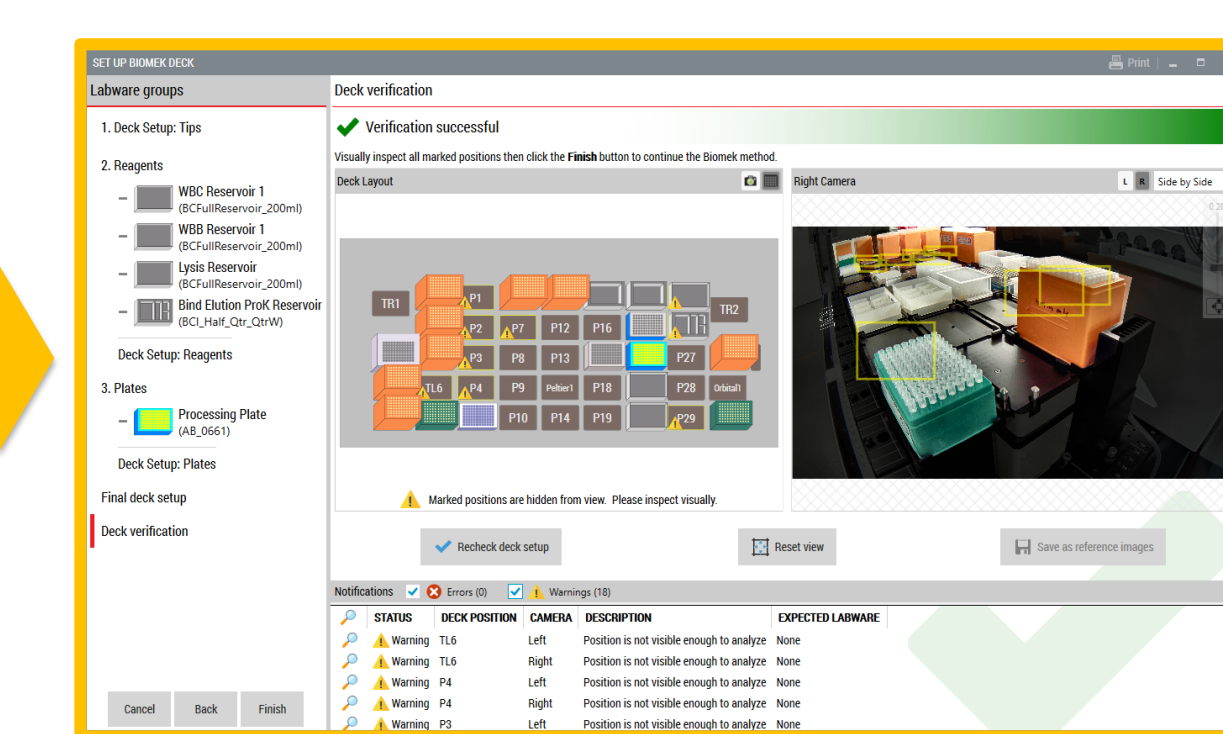 SET UP BIOMEK DECK
Print
Labware groups
Deck verification
1. Deck Setup: Tips
2. Reagents
WBC Reservoir 1
(BCFullReservoir_200ml)
WBB Reservoir 1
(BCFullReservoir_200ml)
Lysis Reservoir
(BCFullReservoir_200ml)
Bind Elution ProK Reservoir
(BCI_Half_Qtr_QtrW)
Deck Setup: Reagents
3. Plates
Processing Plate
(AB_0661)
Deck Setup: Plates
Final deck setup
Deck verification
Cancel Back Finish
Verification successful
Visually inspect all marked positions then click the Finish button to continue the Biomek method.
Deck Layout
TR1 P1 TR2
P2 P7 P12 P16
P3 P8 P13 P27
TL6 P4 P9 Peltier1 P18 P28 Orbital1
P10 P14 P19 P29
Marked positions are hidden from view. Please inspect visually.
Right Camera
L R Side by Side
Recheck deck setup
Reset view
Save as reference images
Notifications Errors (0) Warnings (18)
STATUS DECK POSITION CAMERA DESCRIPTION EXPECTED LABWARE
Warning TL6 Left Position is not visible enough to analyze None
Warning TL6 Right Position is not visible enough to analyze None
Warning P4 Left Position is not visible enough to analyze None
Warning P4 Right Position is not visible enough to analyze None
Warning P3 Left Position is not visible enough to analyze None